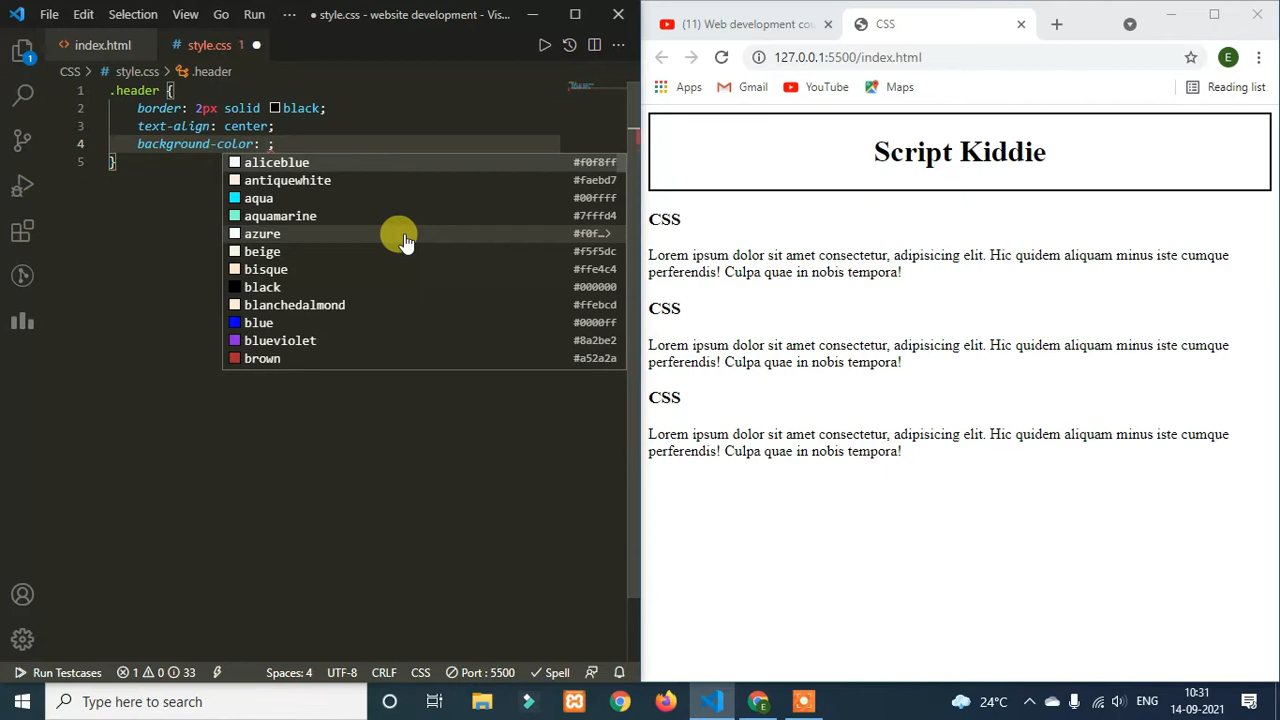 File Edit Selection View Go Run ··· ● style.css - website development - Vis...
index.html style.css 1 ●
CSS > # style.css > .header
1 .header {
2 border: 2px solid black;
3 text-align: center;
4 background-color: ;
5 }
aliceblue #f0f8ff
antiquewhite #faebd7
aqua #00ffff
aquamarine #7fffd4
azure #f0f…>
beige #f5f5dc
bisque #ffe4c4
black #000000
blanchedalmond #ffebcd
blue #0000ff
blueviolet #8a2be2
brown #a52a2a
1
Run Testcases 1 0 33 Spaces: 4 UTF-8 CRLF CSS Port : 5500 Spell
(11) Web development cou CSS
127.0.0.1:5500/index.html E
Apps Gmail YouTube Maps Reading list
Script Kiddie
CSS
Lorem ipsum dolor sit amet consectetur, adipisicing elit. Hic quidem aliquam minus iste cumque
perferendis! Culpa quae in nobis tempora!
CSS
Lorem ipsum dolor sit amet consectetur, adipisicing elit. Hic quidem aliquam minus iste cumque
perferendis! Culpa quae in nobis tempora!
CSS
Lorem ipsum dolor sit amet consectetur, adipisicing elit. Hic quidem aliquam minus iste cumque
perferendis! Culpa quae in nobis tempora!
Type here to search 24°C ENG 10:31
14-09-2021